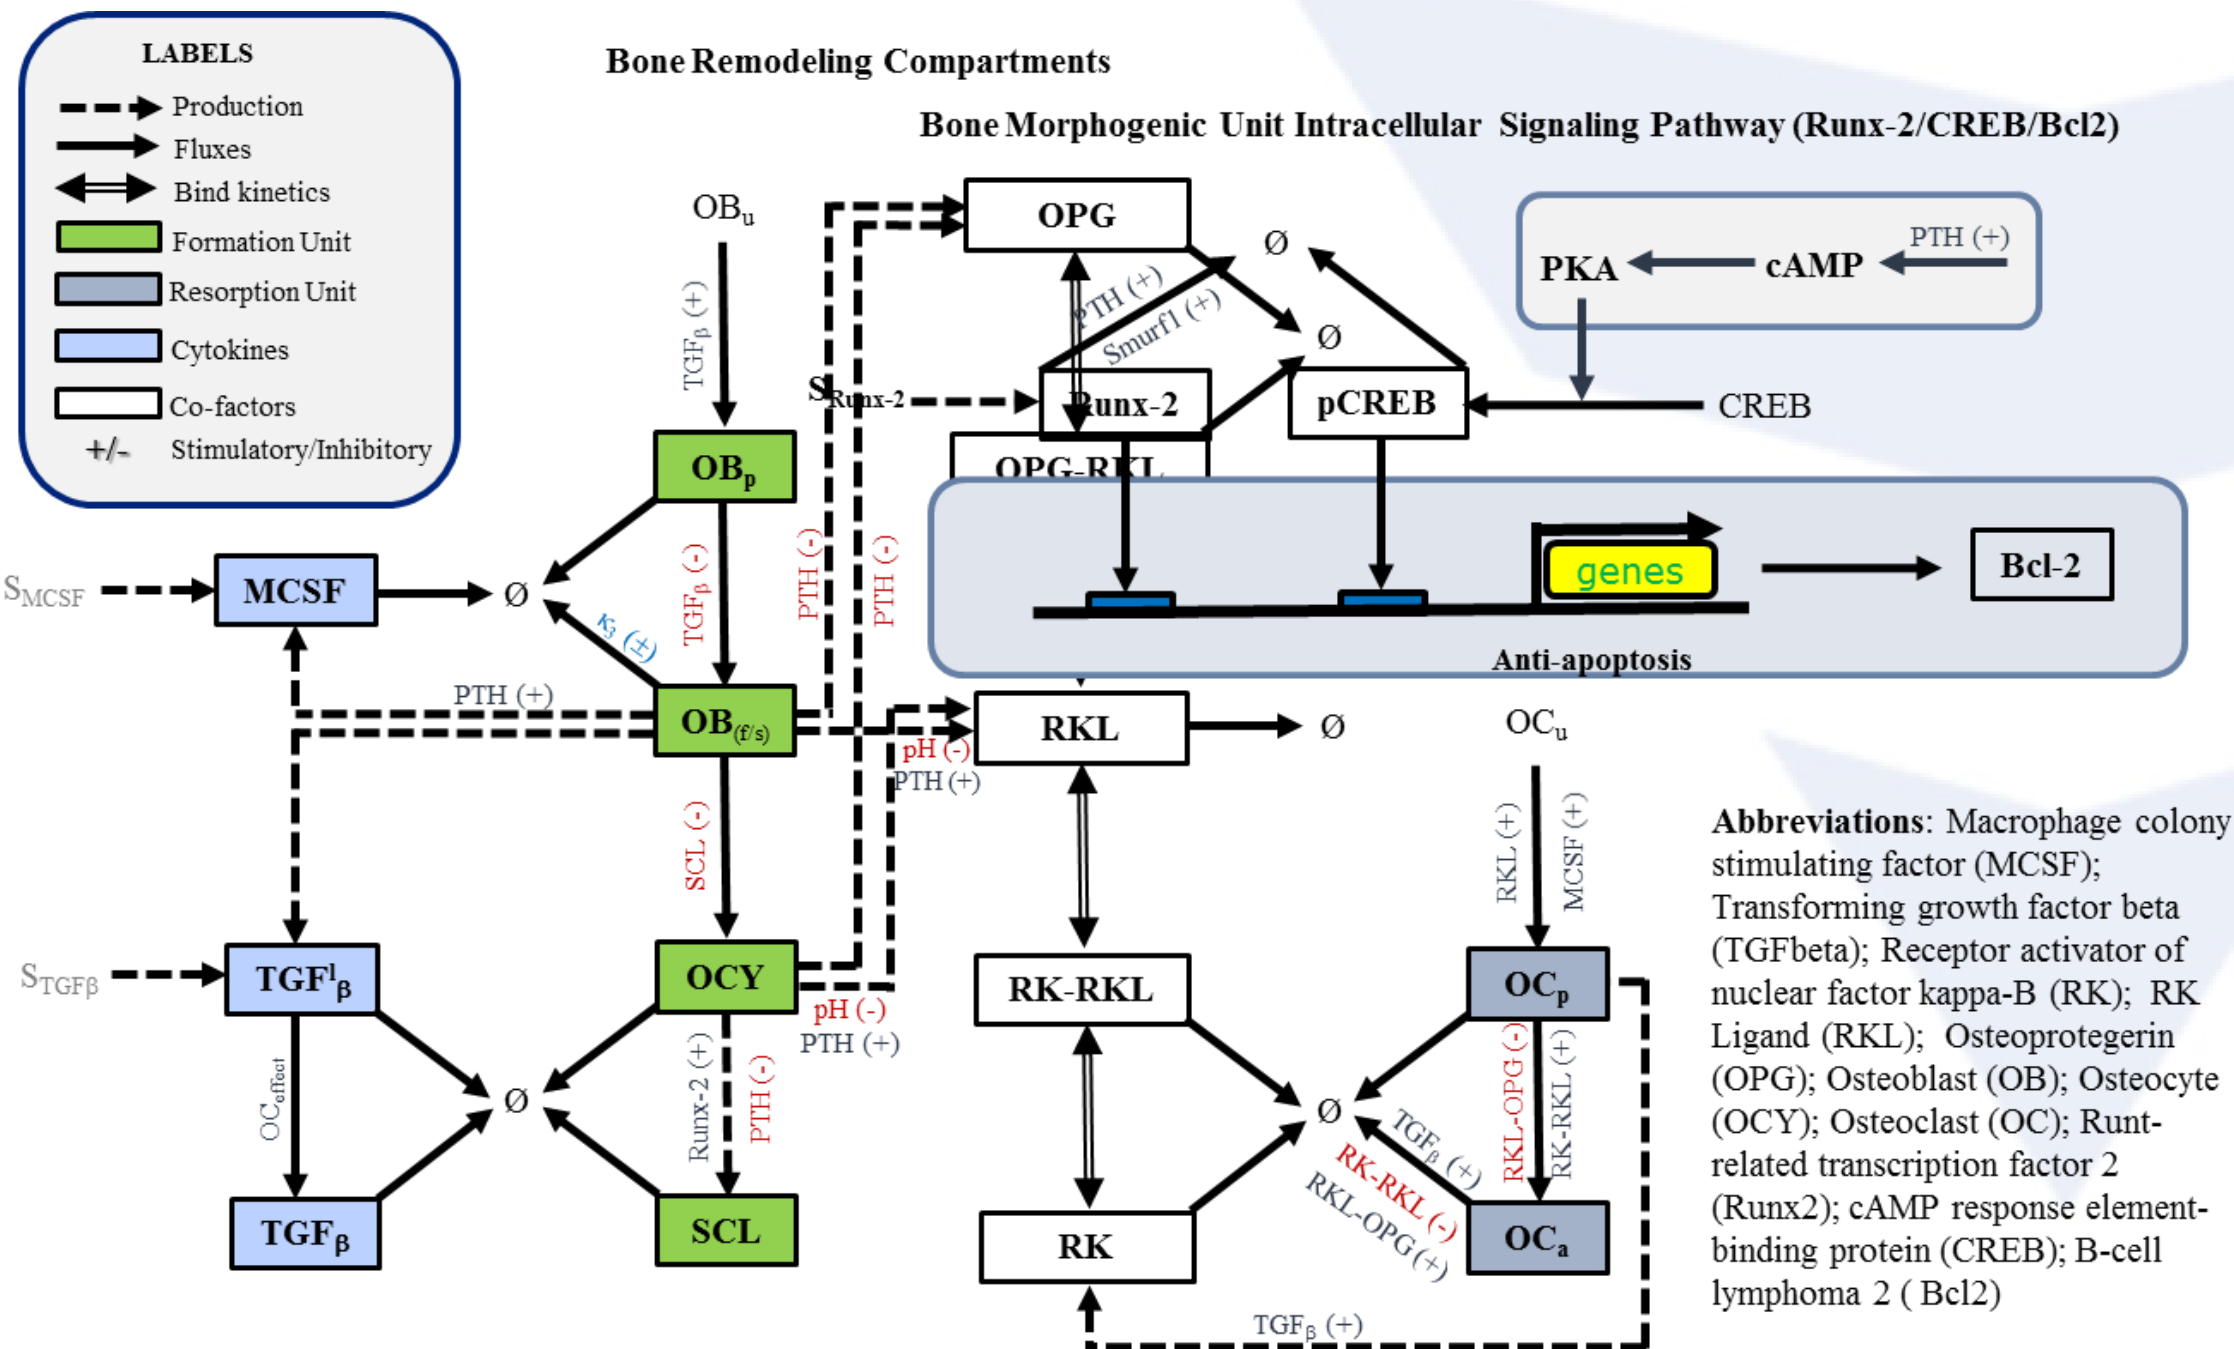 LABELS
Production
Fluxes
Bind kinetics
Formation Unit
Resorption Unit
Cytokines
Co-factors
+/- Stimulatory/Inhibitory
Bone Remodeling Compartments
Bone Morphogenic Unit Intracellular Signaling Pathway (Runx-2/CREB/Bcl2)
OBu
TGFβ (+)
OBp
TGFβ (-)
κ3 (±)
SMCSF
MCSF
Ø
PTH (+)
OB(f/s)
SCL (-)
STGFβ
TGFlβ
OCeffect
TGFβ
Ø
OCY
Runx-2 (+)
PTH (-)
SCL
pH (-)
PTH (+)
PTH (-)
PTH (-)
pH (-)
PTH (+)
OPG
Ø
PTH (+)
Smurf1 (+)
Ø
SRunx-2
Runx-2
OPG-RKL
pCREB
CREB
PKA
cAMP
PTH (+)
genes
Bcl-2
Anti-apoptosis
RKL
Ø
RK-RKL
RK
Ø
OCu
RKL (+)
MCSF (+)
OCp
RKL-OPG (-)
RK-RKL (+)
TGFβ (+)
RK-RKL (-)
RKL-OPG (+)
OCa
TGFβ (+)
Abbreviations: Macrophage colony
stimulating factor (MCSF);
Transforming growth factor beta
(TGFbeta); Receptor activator of
nuclear factor kappa-B (RK); RK
Ligand (RKL); Osteoprotegerin
(OPG); Osteoblast (OB); Osteocyte
(OCY); Osteoclast (OC); Runt-
related transcription factor 2
(Runx2); cAMP response element-
binding protein (CREB); B-cell
lymphoma 2 ( Bcl2)